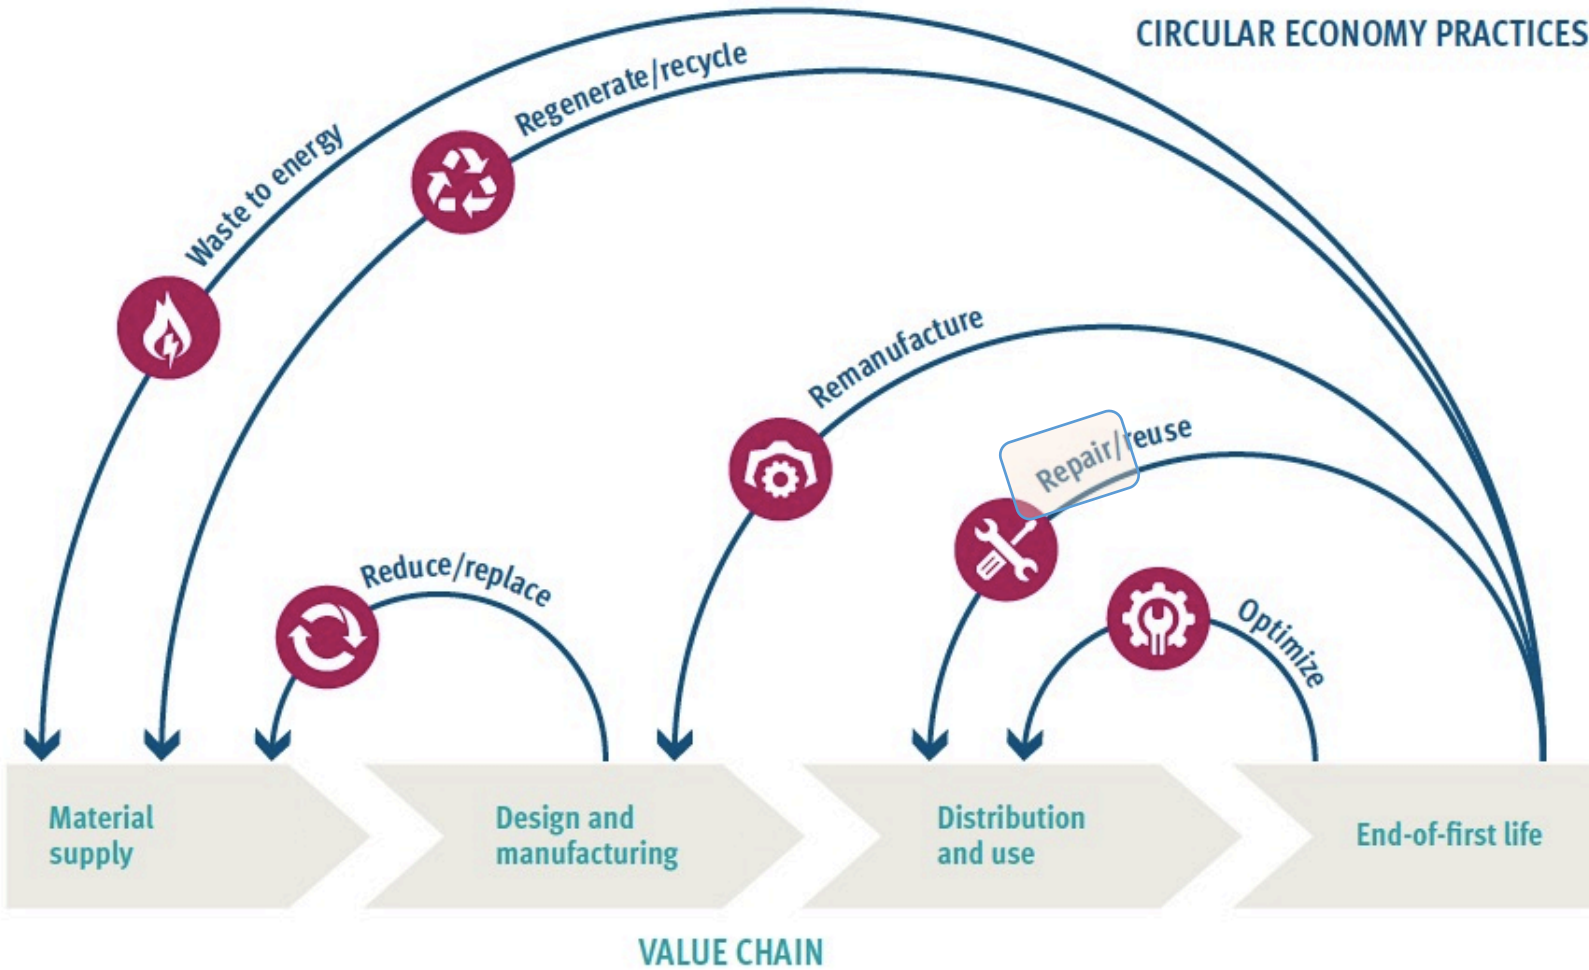 CIRCULAR ECONOMY PRACTICES
Waste to energy
Regenerate/recycle
Remanufacture
Repair/reuse
Reduce/replace
Optimize
Material
supply
Design and
manufacturing
Distribution
and use
End-of-first life
VALUE CHAIN